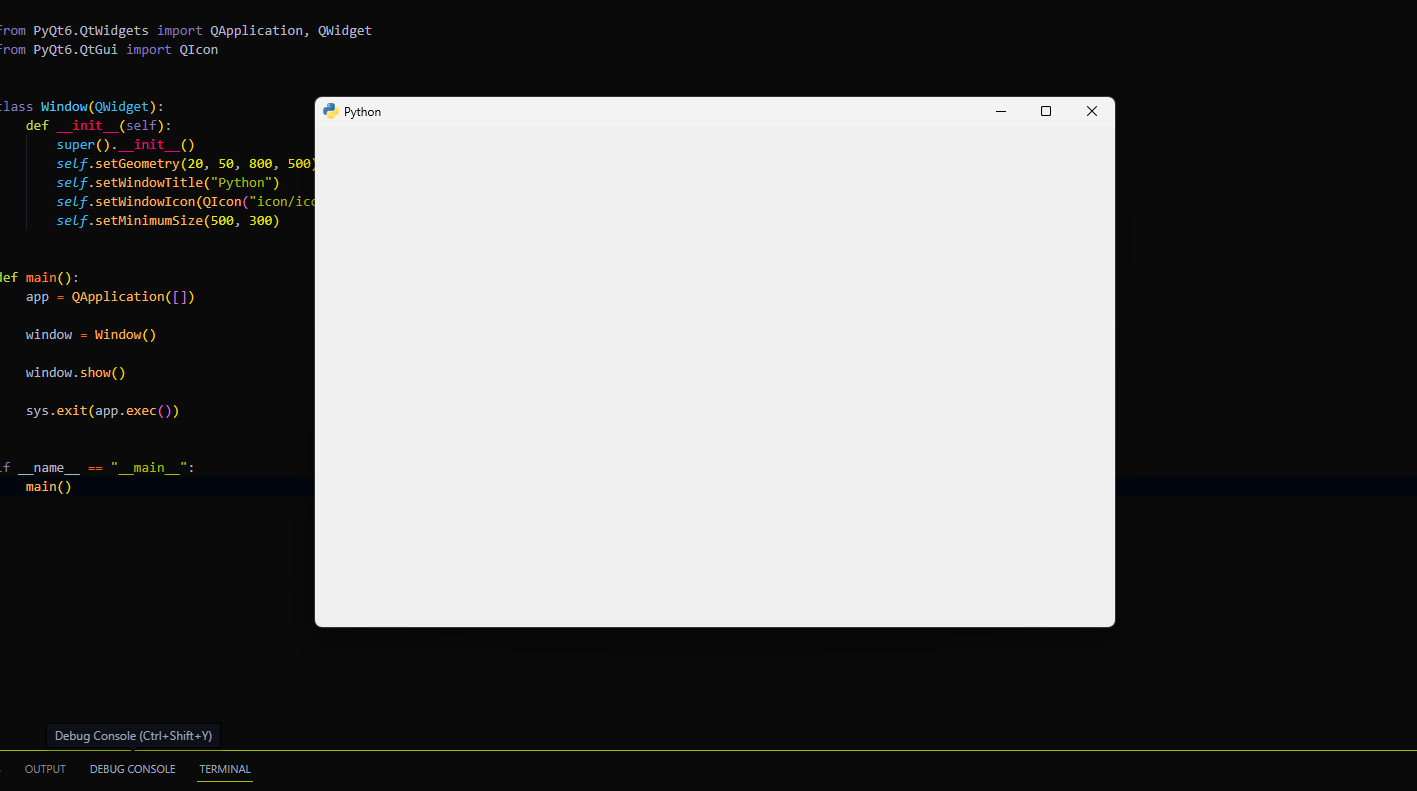 from PyQt6.QtWidgets import QApplication, QWidget
from PyQt6.QtGui import QIcon
class Window(QWidget):
def __init__(self):
super().__init__()
self.setGeometry(20, 50, 800, 500)
self.setWindowTitle("Python")
self.setWindowIcon(QIcon("icon/ico
self.setMinimumSize(500, 300)
Python
def main():
app = QApplication([])
window = Window()
window.show()
sys.exit(app.exec())
if __name__ == "__main__":
main()
Debug Console (Ctrl+Shift+Y)
OUTPUT DEBUG CONSOLE TERMINAL